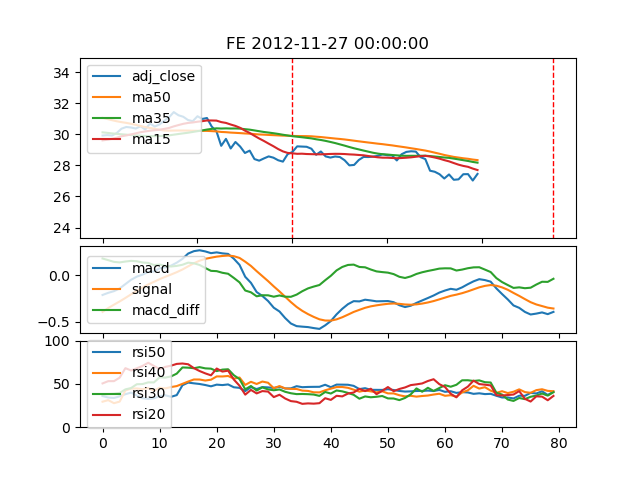 FE 2012-11-27 00:00:00
34
32
30
28
26
24
adj_close
ma50
ma35
ma15
0.0
−0.5
macd
signal
macd_diff
100
50
0
rsi50
rsi40
rsi30
rsi20
0 10 20 30 40 50 60 70 80